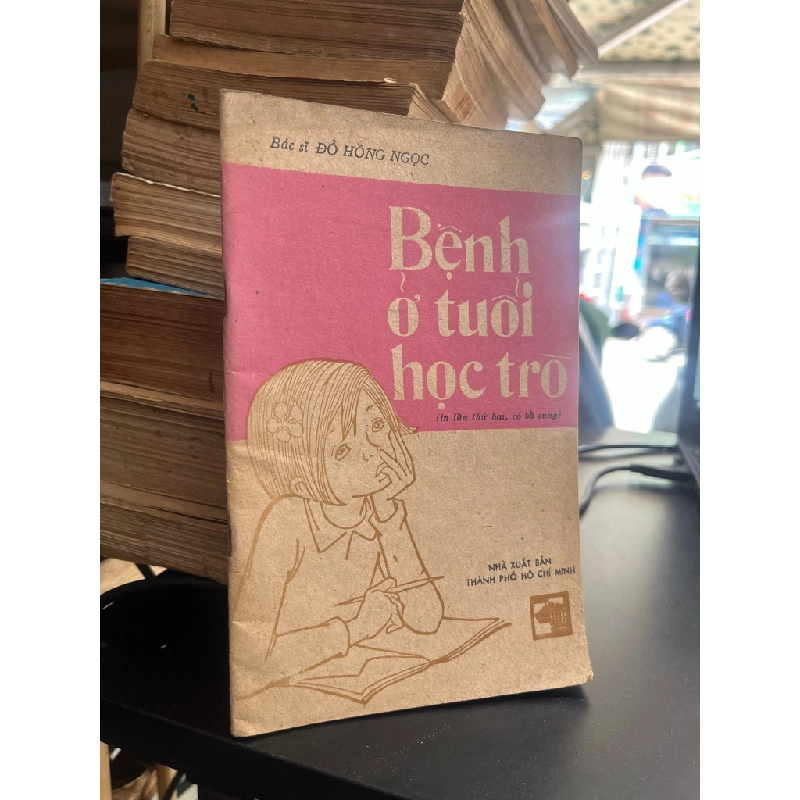 Bác sĩ ĐỖ HỒNG NGỌC
Bệnh
ở tuổi
học trò
(In lần thứ hai, có bổ sung)
NHÀ XUẤT BẢN
THÀNH PHỐ HỒ CHÍ MINH